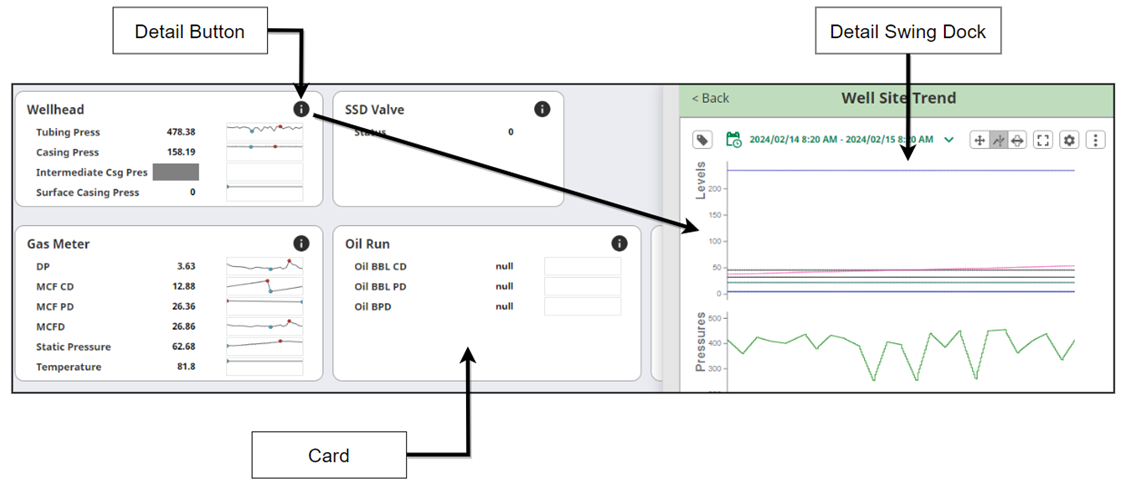 Detail Button
Detail Swing Dock
Wellhead
Tubing Press 478.38
Casing Press 158.19
Intermediate Csg Pres
Surface Casing Press 0
SSD Valve
Status 0
< Back Well Site Trend
2024/02/14 8:20 AM - 2024/02/15 8:20 AM
Levels
200
150
100
50
0
Pressures
500
400
300
Gas Meter
DP 3.63
MCF CD 12.88
MCF PD 26.36
MCFD 26.86
Static Pressure 62.68
Temperature 81.8
Oil Run
Oil BBL CD null
Oil BBL PD null
Oil BPD null
Card